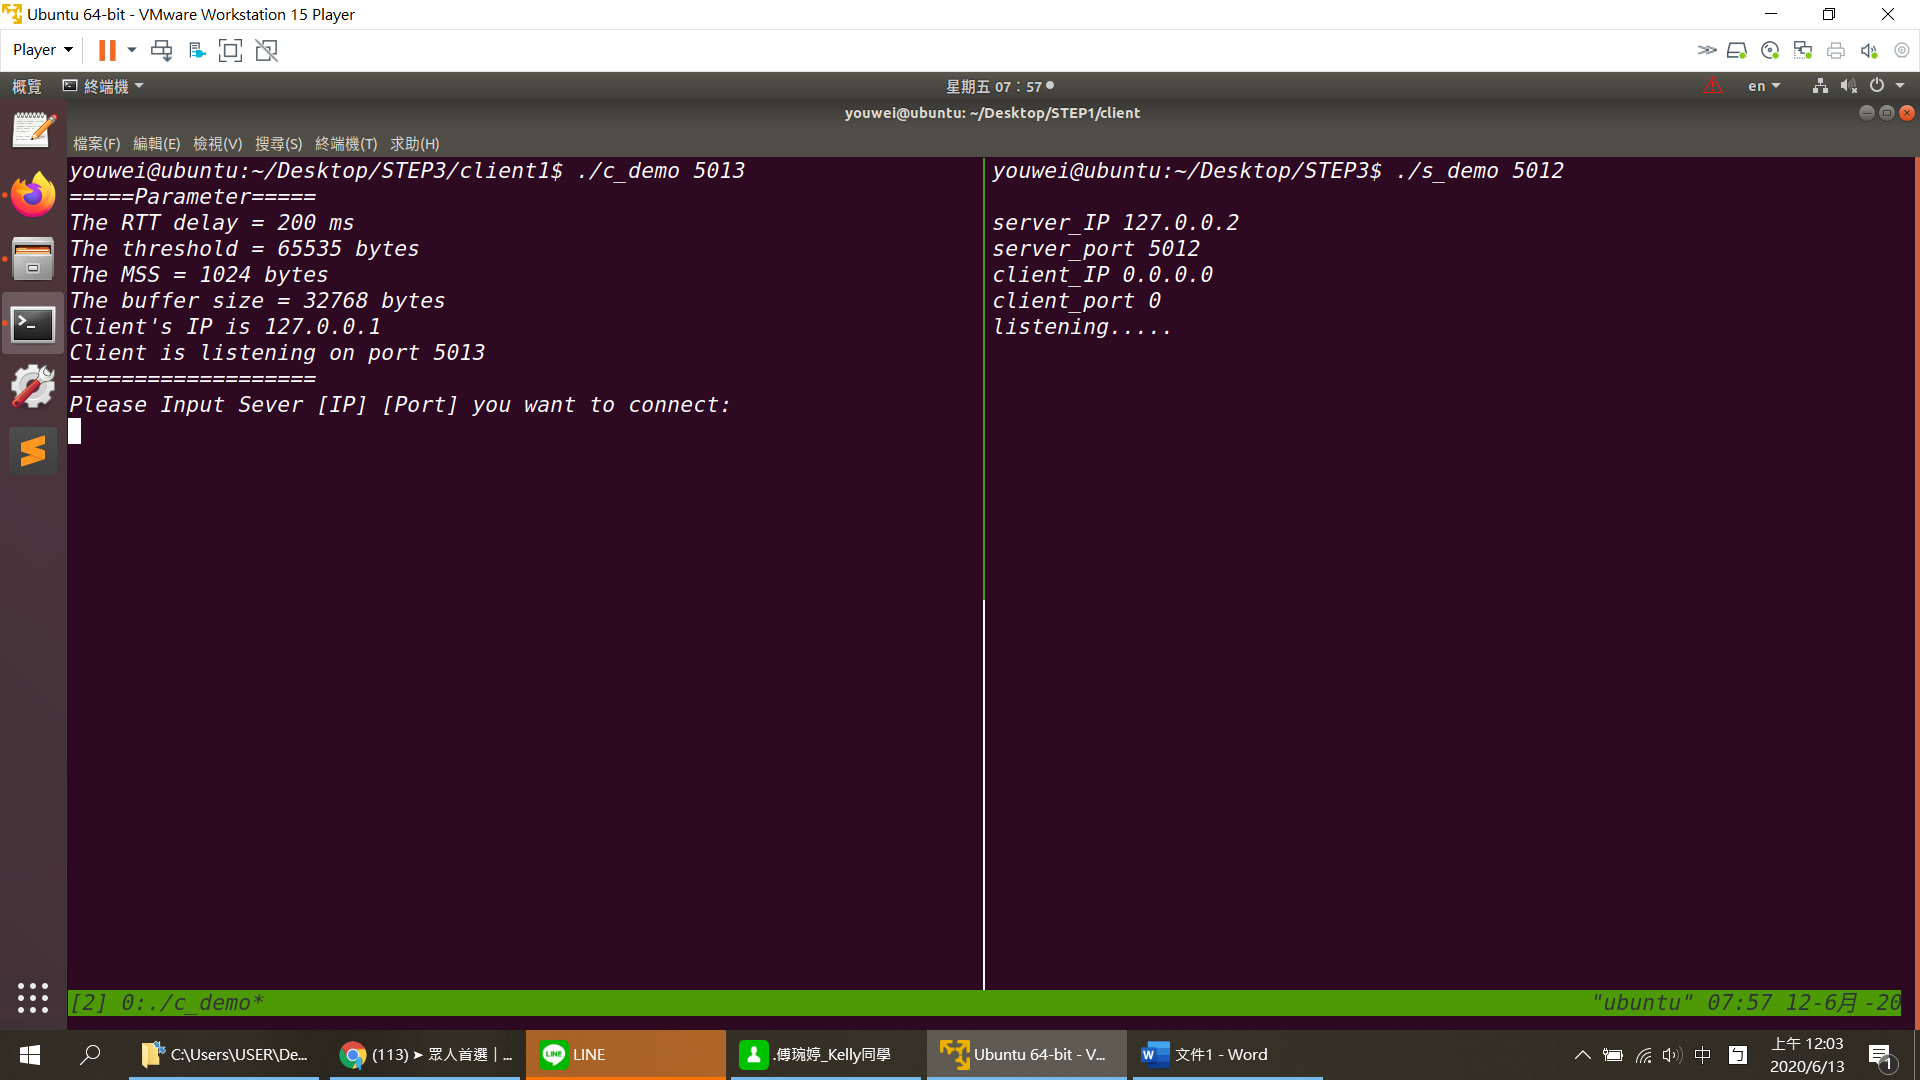 Ubuntu 64-bit - VMware Workstation 15 Player
Player
概覽 終端機 星期五 07：57 en
youwei@ubuntu: ~/Desktop/STEP1/client
檔案(F) 編輯(E) 檢視(V) 搜尋(S) 終端機(T) 求助(H)
youwei@ubuntu:~/Desktop/STEP3/client1$ ./c_demo 5013
=====Parameter=====
The RTT delay = 200 ms
The threshold = 65535 bytes
The MSS = 1024 bytes
The buffer size = 32768 bytes
Client's IP is 127.0.0.1
Client is listening on port 5013
===================
Please Input Sever [IP] [Port] you want to connect:
youwei@ubuntu:~/Desktop/STEP3$ ./s_demo 5012
server_IP 127.0.0.2
server_port 5012
client_IP 0.0.0.0
client_port 0
listening.....
[2] 0:./c_demo* "ubuntu" 07:57 12-6月 -20
C:\Users\USER\De... (113) ➤ 眾人首選｜... LINE .傅琬婷_Kelly同學 Ubuntu 64-bit - V... 文件1 - Word 中 ㄅ
上午 12:03
2020/6/13
1